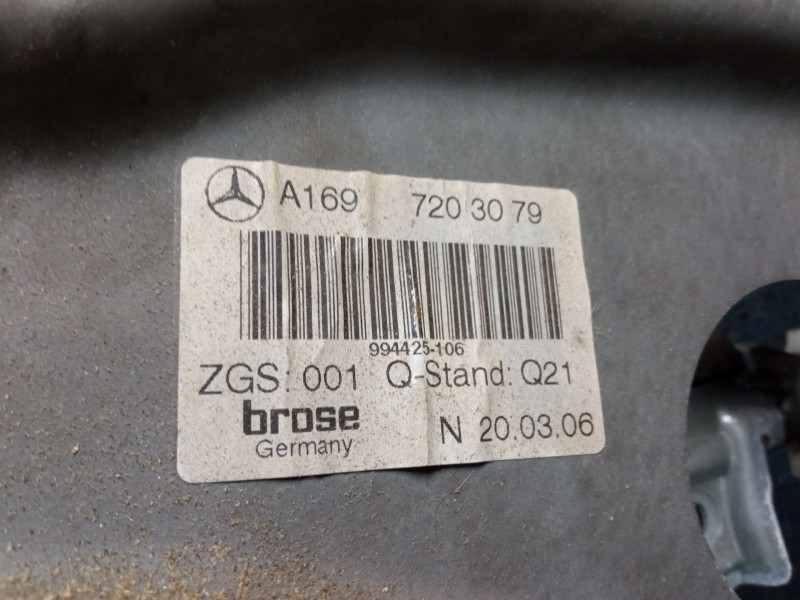 A169 720 30 79
994425-106
ZGS: 001 Q-Stand: Q21
brose
Germany
N 20.03.06